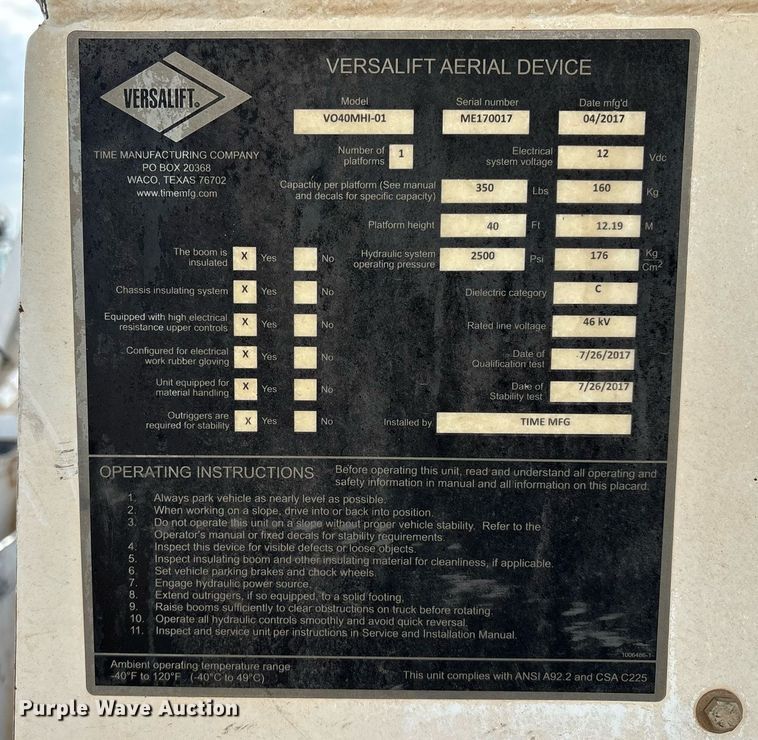 VERSALIFT AERIAL DEVICE
VERSALIFT®
TIME MANUFACTURING COMPANY
PO BOX 20368
WACO, TEXAS 76702
www.timemfg.com
Model Serial number Date mfg'd
VO40MHI-01 ME170017 04/2017
Number of platforms 1 Electrical system voltage 12 Vdc
Capactity per platform (See manual and decals for specific capacity) 350 Lbs 160 Kg
Platform height 40 Ft 12.19 M
Hydraulic system operating pressure 2500 Psi 176 Kg/Cm²
Dielectric category C
Rated line voltage 46 kV
Date of Qualification test 7/26/2017
Date of Stability test 7/26/2017
Installed by TIME MFG
The boom is insulated X Yes No
Chassis insulating system X Yes No
Equipped with high electrical resistance upper controls X Yes No
Configured for electrical work rubber gloving X Yes No
Unit equipped for material handling X Yes No
Outriggers are required for stability X Yes No
OPERATING INSTRUCTIONS
Before operating this unit, read and understand all operating and
safety information in manual and all information on this placard.
1. Always park vehicle as nearly level as possible.
2. When working on a slope, drive into or back into position.
3. Do not operate this unit on a slope without proper vehicle stability. Refer to the
Operator's manual or fixed decals for stability requirements.
4. Inspect this device for visible defects or loose objects.
5. Inspect insulating boom and other insulating material for cleanliness, if applicable.
6. Set vehicle parking brakes and chock wheels.
7. Engage hydraulic power source.
8. Extend outriggers, if so equipped, to a solid footing,
9. Raise booms sufficiently to clear obstructions on truck before rotating.
10. Operate all hydraulic controls smoothly and avoid quick reversal.
11. Inspect and service unit per instructions in Service and Installation Manual.
1006486-1
Ambient operating temperature range
-40°F to 120°F (-40°C to 49°C)
This unit complies with ANSI A92.2 and CSA C225
Purple Wave Auction